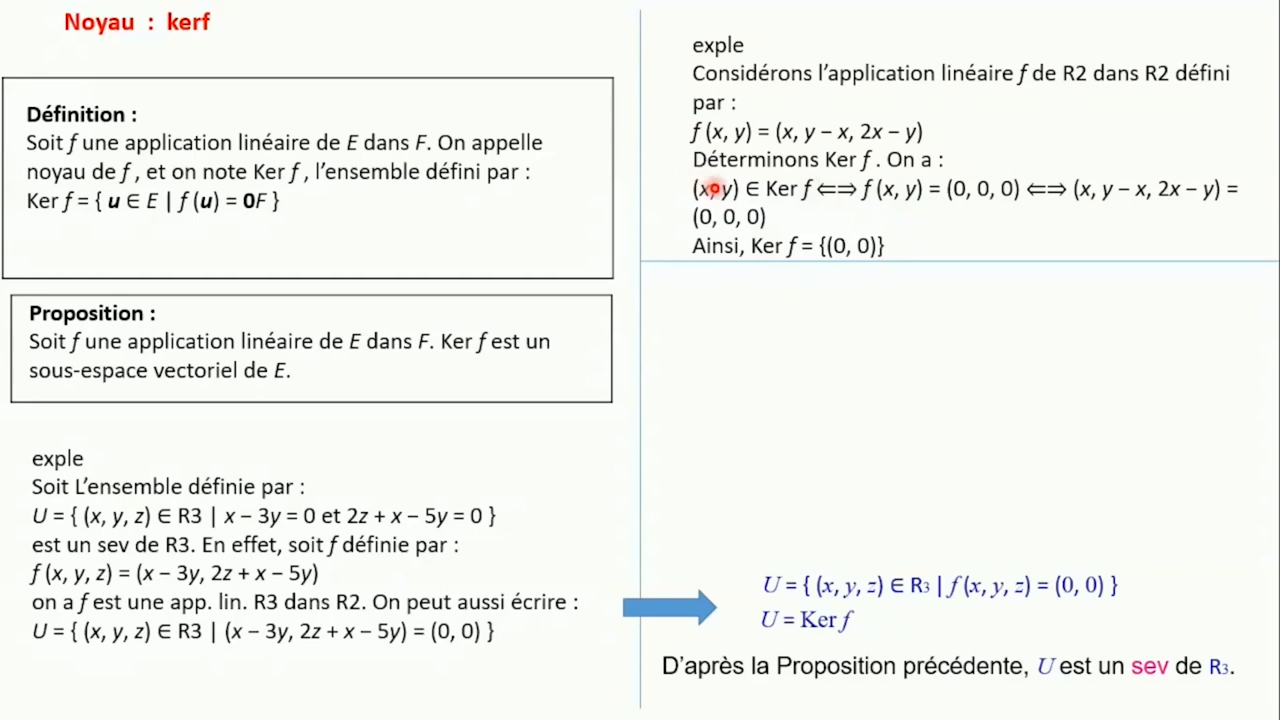 Noyau : kerf
Définition :
Soit f une application linéaire de E dans F. On appelle
noyau de f , et on note Ker f , l’ensemble défini par :
Ker f = { u ∈ E | f (u) = 0F }
Proposition :
Soit f une application linéaire de E dans F. Ker f est un
sous-espace vectoriel de E.
exple
Soit L’ensemble définie par :
U = { (x, y, z) ∈ R3 | x – 3y = 0 et 2z + x – 5y = 0 }
est un sev de R3. En effet, soit f définie par :
f (x, y, z) = (x – 3y, 2z + x – 5y)
on a f est une app. lin. R3 dans R2. On peut aussi écrire :
U = { (x, y, z) ∈ R3 | (x – 3y, 2z + x – 5y) = (0, 0) }
exple
Considérons l’application linéaire f de R2 dans R2 défini
par :
f (x, y) = (x, y – x, 2x – y)
Déterminons Ker f . On a :
(x, y) ∈ Ker f ⟺ f (x, y) = (0, 0, 0) ⟺ (x, y – x, 2x – y) =
(0, 0, 0)
Ainsi, Ker f = {(0, 0)}
U = { (x, y, z) ∈ R3 | f (x, y, z) = (0, 0) }
U = Ker f
D’après la Proposition précédente, U est un sev de R3.